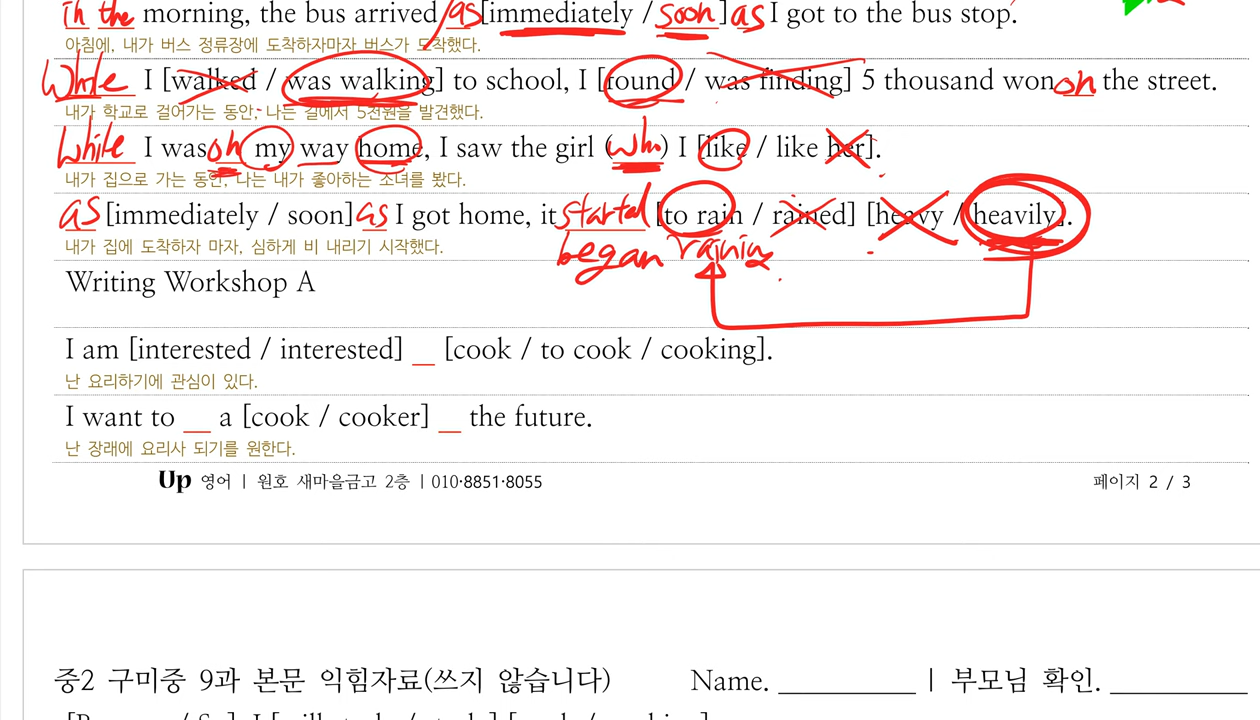 in the morning, the bus arrived as [immediately / soon] as I got to the bus stop.
아침에, 내가 버스 정류장에 도착하자마자 버스가 도착했다.
While I [walked / was walking] to school, I [found / was finding] 5 thousand won on the street.
내가 학교로 걸어가는 동안, 나는 길에서 5천원을 발견했다.
While I was on my way home, I saw the girl (who) I [like / like her].
내가 집으로 가는 동안, 나는 내가 좋아하는 소녀를 봤다.
as [immediately / soon] as I got home, it started [to rain / rained] [heavy / heavily].
began raining
내가 집에 도착하자 마자, 심하게 비 내리기 시작했다.
Writing Workshop A
I am [interested / interested] _ [cook / to cook / cooking].
난 요리하기에 관심이 있다.
I want to _ a [cook / cooker] _ the future.
난 장래에 요리사 되기를 원한다.
Up 영어 | 원호 새마을금고 2층 | 010·8851·8055 페이지 2 / 3
중2 구미중 9과 본문 익힘자료(쓰지 않습니다) Name. ________ | 부모님 확인. ________